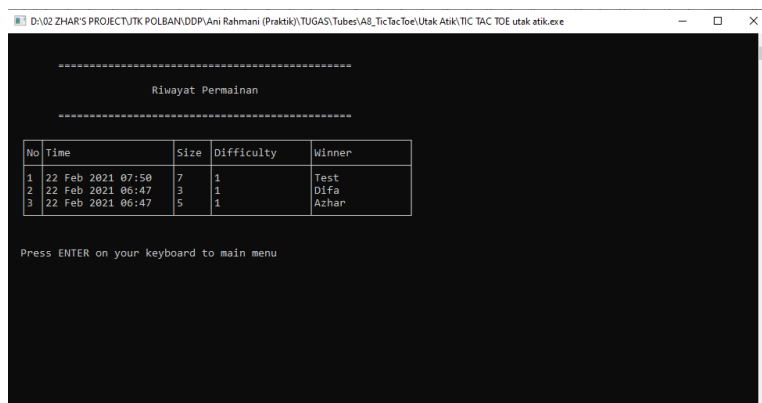 D:\02 ZHAR'S PROJECT\JTK POLBAN\DDP\Ani Rahmani (Praktik)\TUGAS\Tubes\A8_TicTacToe\Utak Atik\TIC TAC TOE utak atik.exe
===============================================
Riwayat Permainan
===============================================
No Time Size Difficulty Winner
1 22 Feb 2021 07:50 7 1 Test
2 22 Feb 2021 06:47 3 1 Difa
3 22 Feb 2021 06:47 5 1 Azhar
Press ENTER on your keyboard to main menu